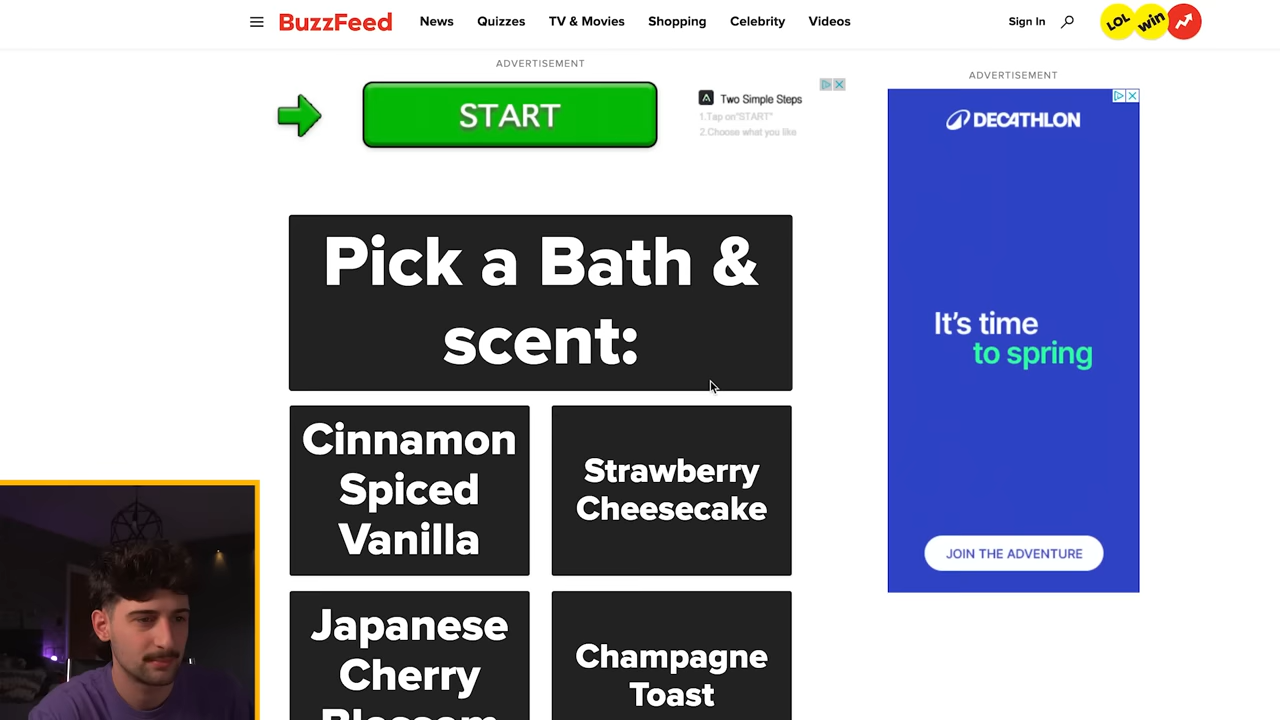 BuzzFeed
News
Quizzes
TV & Movies
Shopping
Celebrity
Videos
Sign In
LOL
win
ADVERTISEMENT
START
Two Simple Steps
1.Tap on"START"
2.Choose what you like
ADVERTISEMENT
DECATHLON
It's time
to spring
JOIN THE ADVENTURE
Pick a Bath &
scent:
Cinnamon
Spiced
Vanilla
Strawberry
Cheesecake
Japanese
Cherry
Blossom
Champagne
Toast